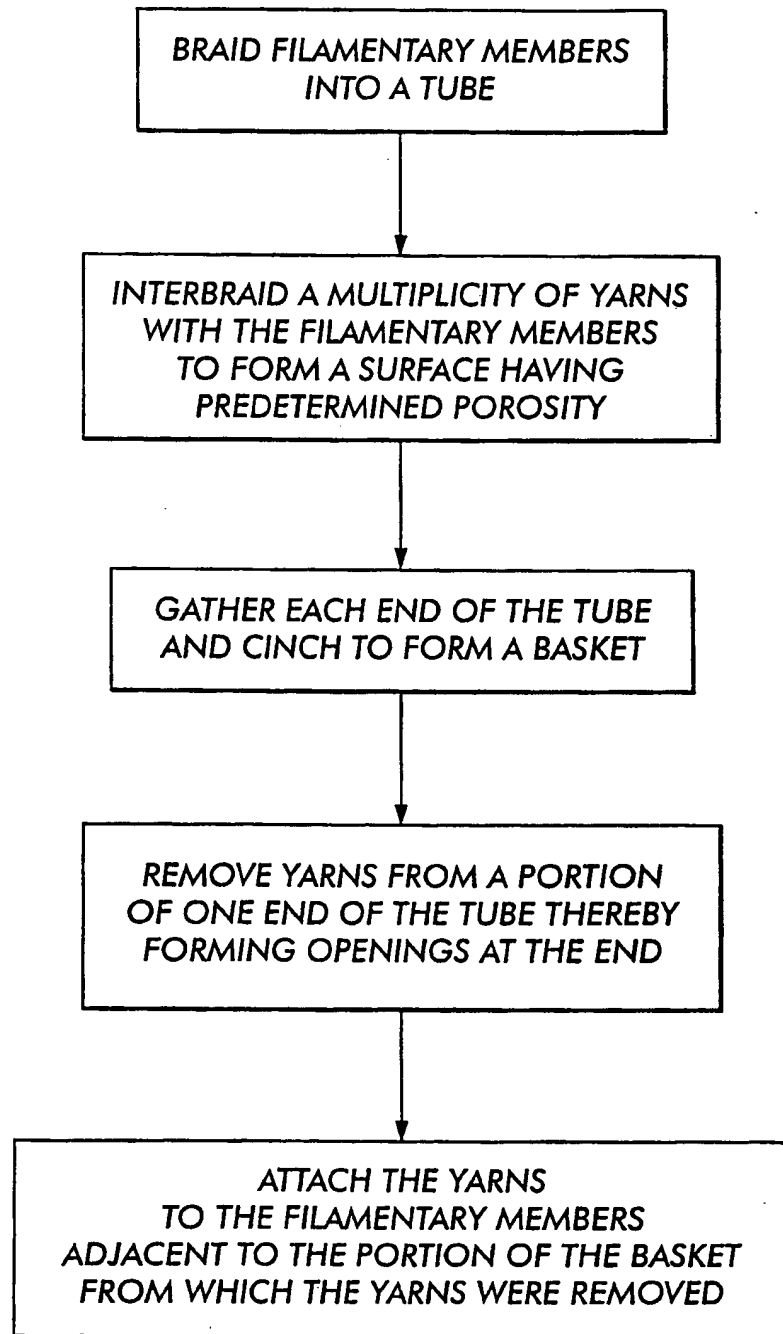 BRAID FILAMENTARY MEMBERS
INTO A TUBE
INTERBRAID A MULTIPLICITY OF YARNS
WITH THE FILAMENTARY MEMBERS
TO FORM A SURFACE HAVING
PREDETERMINED POROSITY
GATHER EACH END OF THE TUBE
AND CINCH TO FORM A BASKET
REMOVE YARNS FROM A PORTION
OF ONE END OF THE TUBE THEREBY
FORMING OPENINGS AT THE END
ATTACH THE YARNS
TO THE FILAMENTARY MEMBERS
ADJACENT TO THE PORTION OF THE BASKET
FROM WHICH THE YARNS WERE REMOVED